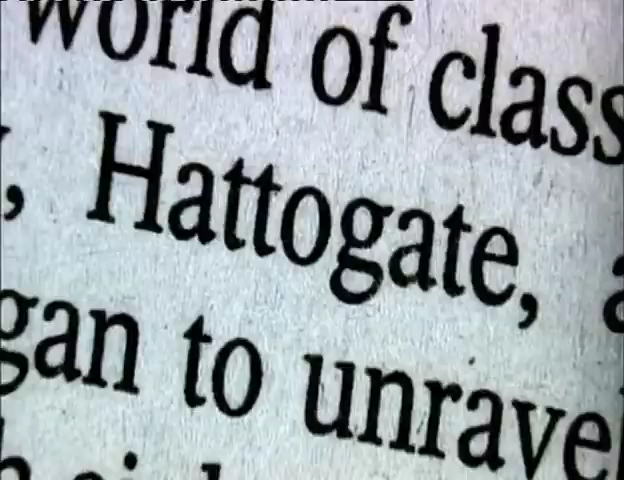 world of class
, Hattogate, a
gan to unravel